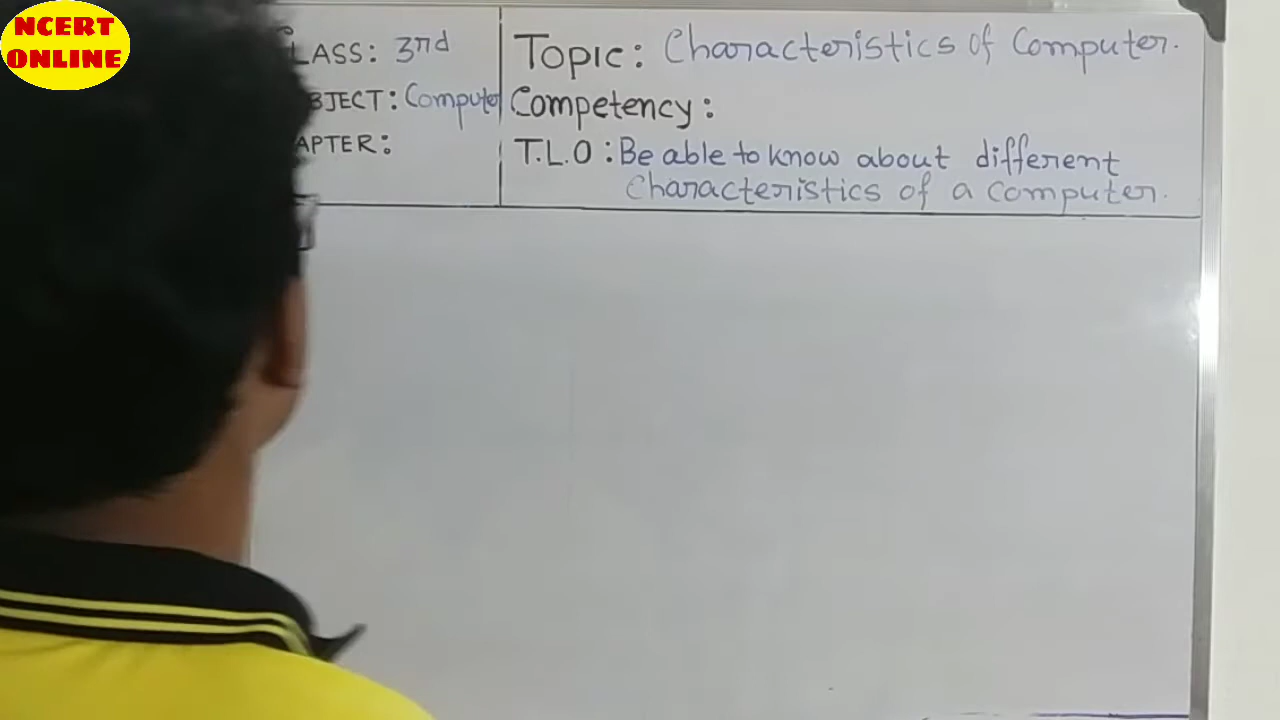 NCERT
ONLINE
CLASS: 3rd
BJECT: Computer
APTER:
Topic: Characteristics of Computer.
Competency:
T.L.O: Be able to know about different
Characteristics of a computer.